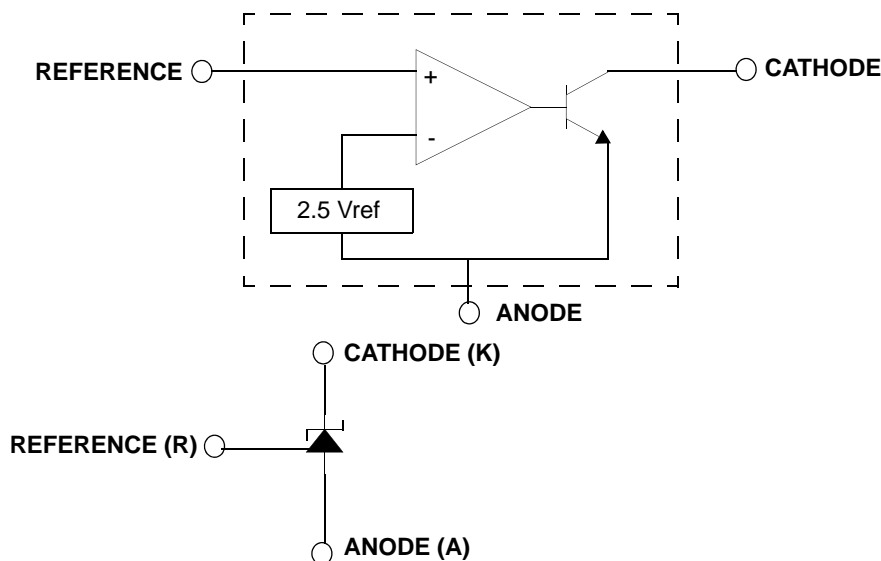 REFERENCE
CATHODE
+
-
2.5 Vref
ANODE
CATHODE (K)
REFERENCE (R)
ANODE (A)